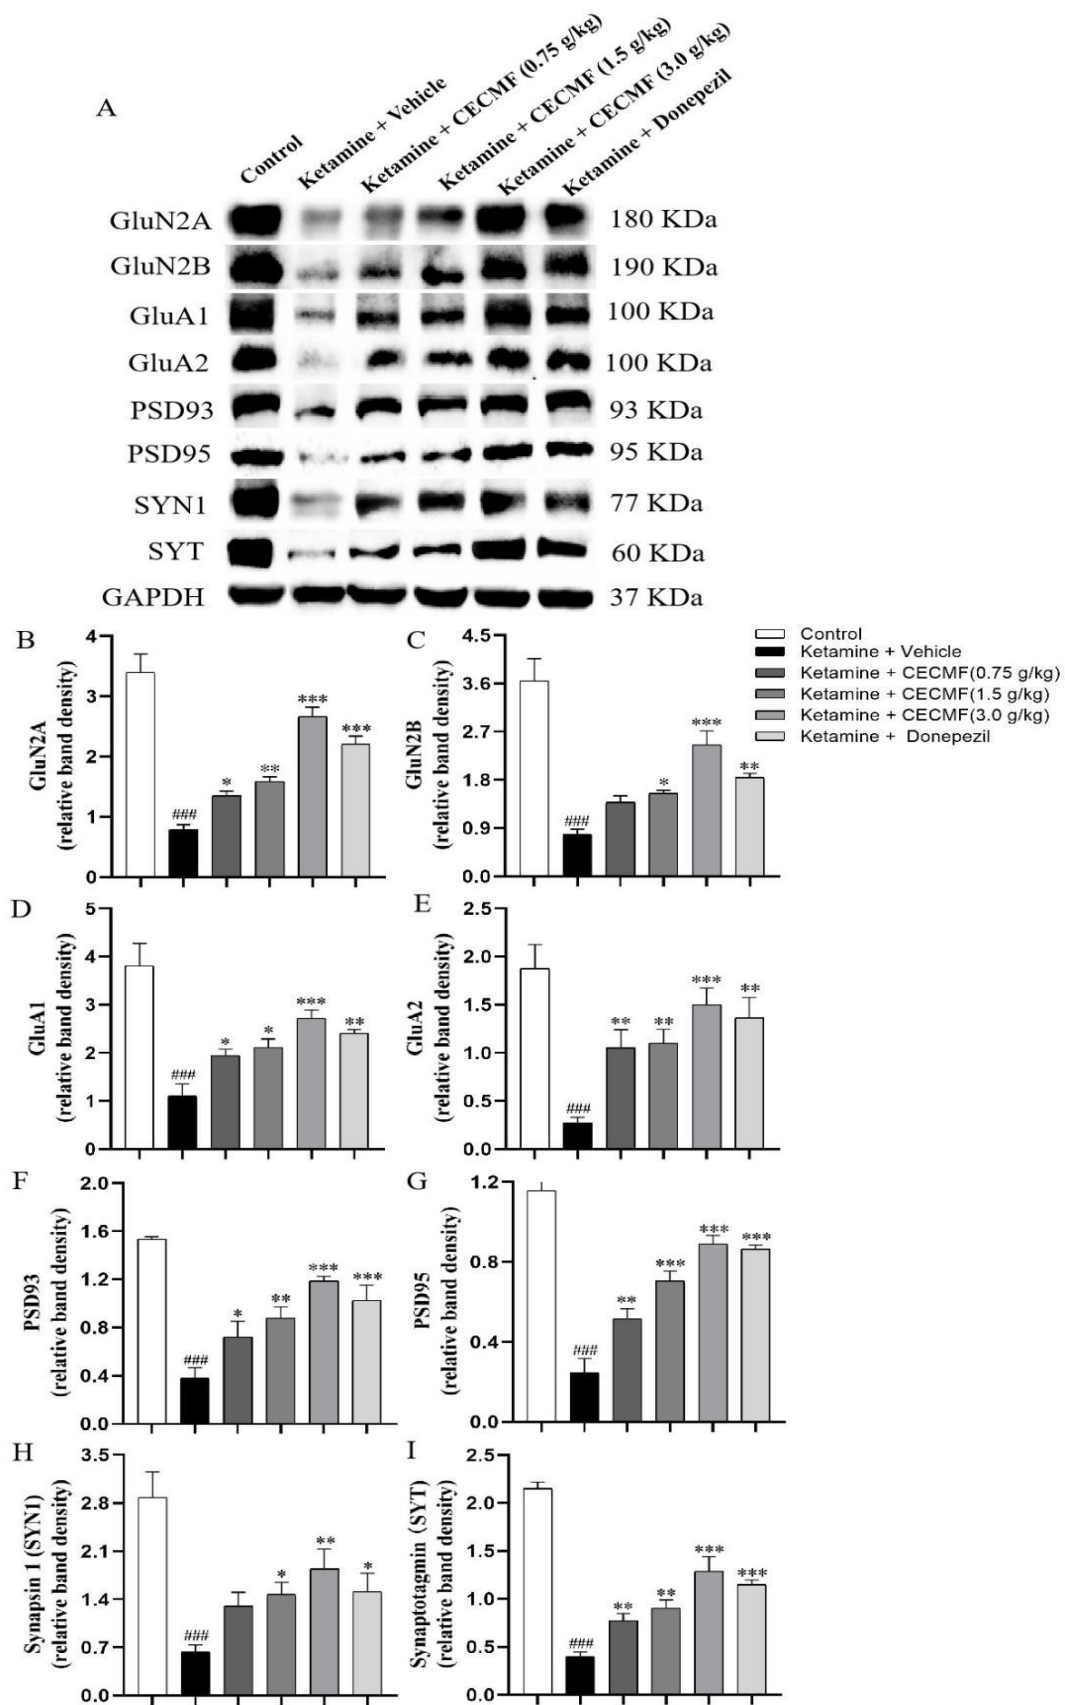 A
Control
Ketamine + Vehicle
Ketamine + CECMF (0.75 g/kg)
Ketamine + CECMF (1.5 g/kg)
Ketamine + CECMF (3.0 g/kg)
Ketamine + Donepezil
GluN2A 180 KDa
GluN2B 190 KDa
GluA1 100 KDa
GluA2 100 KDa
PSD93 93 KDa
PSD95 95 KDa
SYN1 77 KDa
SYT 60 KDa
GAPDH 37 KDa
B
GluN2A
(relative band density)
4
3
2
1
0
###
*
**
***
***
C
GluN2B
(relative band density)
4.5
3.6
2.7
1.8
0.9
0.0
###
*
***
**
Control
Ketamine + Vehicle
Ketamine + CECMF(0.75 g/kg)
Ketamine + CECMF(1.5 g/kg)
Ketamine + CECMF(3.0 g/kg)
Ketamine + Donepezil
D
GluA1
(relative band density)
5
4
3
2
1
0
###
*
*
***
**
E
GluA2
(relative band density)
2.5
2.0
1.5
1.0
0.5
0.0
###
**
**
***
**
F
PSD93
(relative band density)
2.0
1.6
1.2
0.8
0.4
0.0
###
*
**
***
***
G
PSD95
(relative band density)
1.2
0.8
0.4
0.0
###
**
***
***
***
H
Synapsin 1 (SYN1)
(relative band density)
3.5
2.8
2.1
1.4
0.7
0.0
###
*
**
*
I
Synaptotagmin (SYT)
(relative band density)
2.5
2.0
1.5
1.0
0.5
0.0
###
**
**
***
***